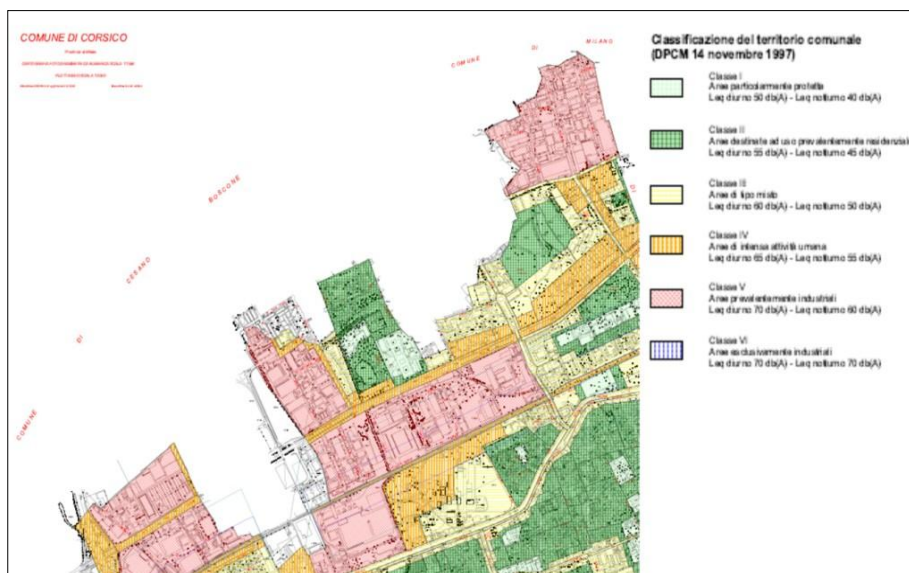 COMUNE DI CORSICO
COMUNE DI MILANO
DI
COMUNE DI CESANO BOSCONE
Classificazione del territorio comunale
(DPCM 14 novembre 1997)
Classe I
Aree particolarmente protette
Leq diurno 50 db(A) - Leq notturno 40 db(A)
Classe II
Aree destinate ad uso prevalentemente residenziale
Leq diurno 55 db(A) - Leq notturno 45 db(A)
Classe III
Aree di tipo misto
Leq diurno 60 db(A) - Leq notturno 50 db(A)
Classe IV
Aree di intensa attività umana
Leq diurno 65 db(A) - Leq notturno 55 db(A)
Classe V
Aree prevalentemente industriali
Leq diurno 70 db(A) - Leq notturno 60 db(A)
Classe VI
Aree esclusivamente industriali
Leq diurno 70 db(A) - Leq notturno 70 db(A)